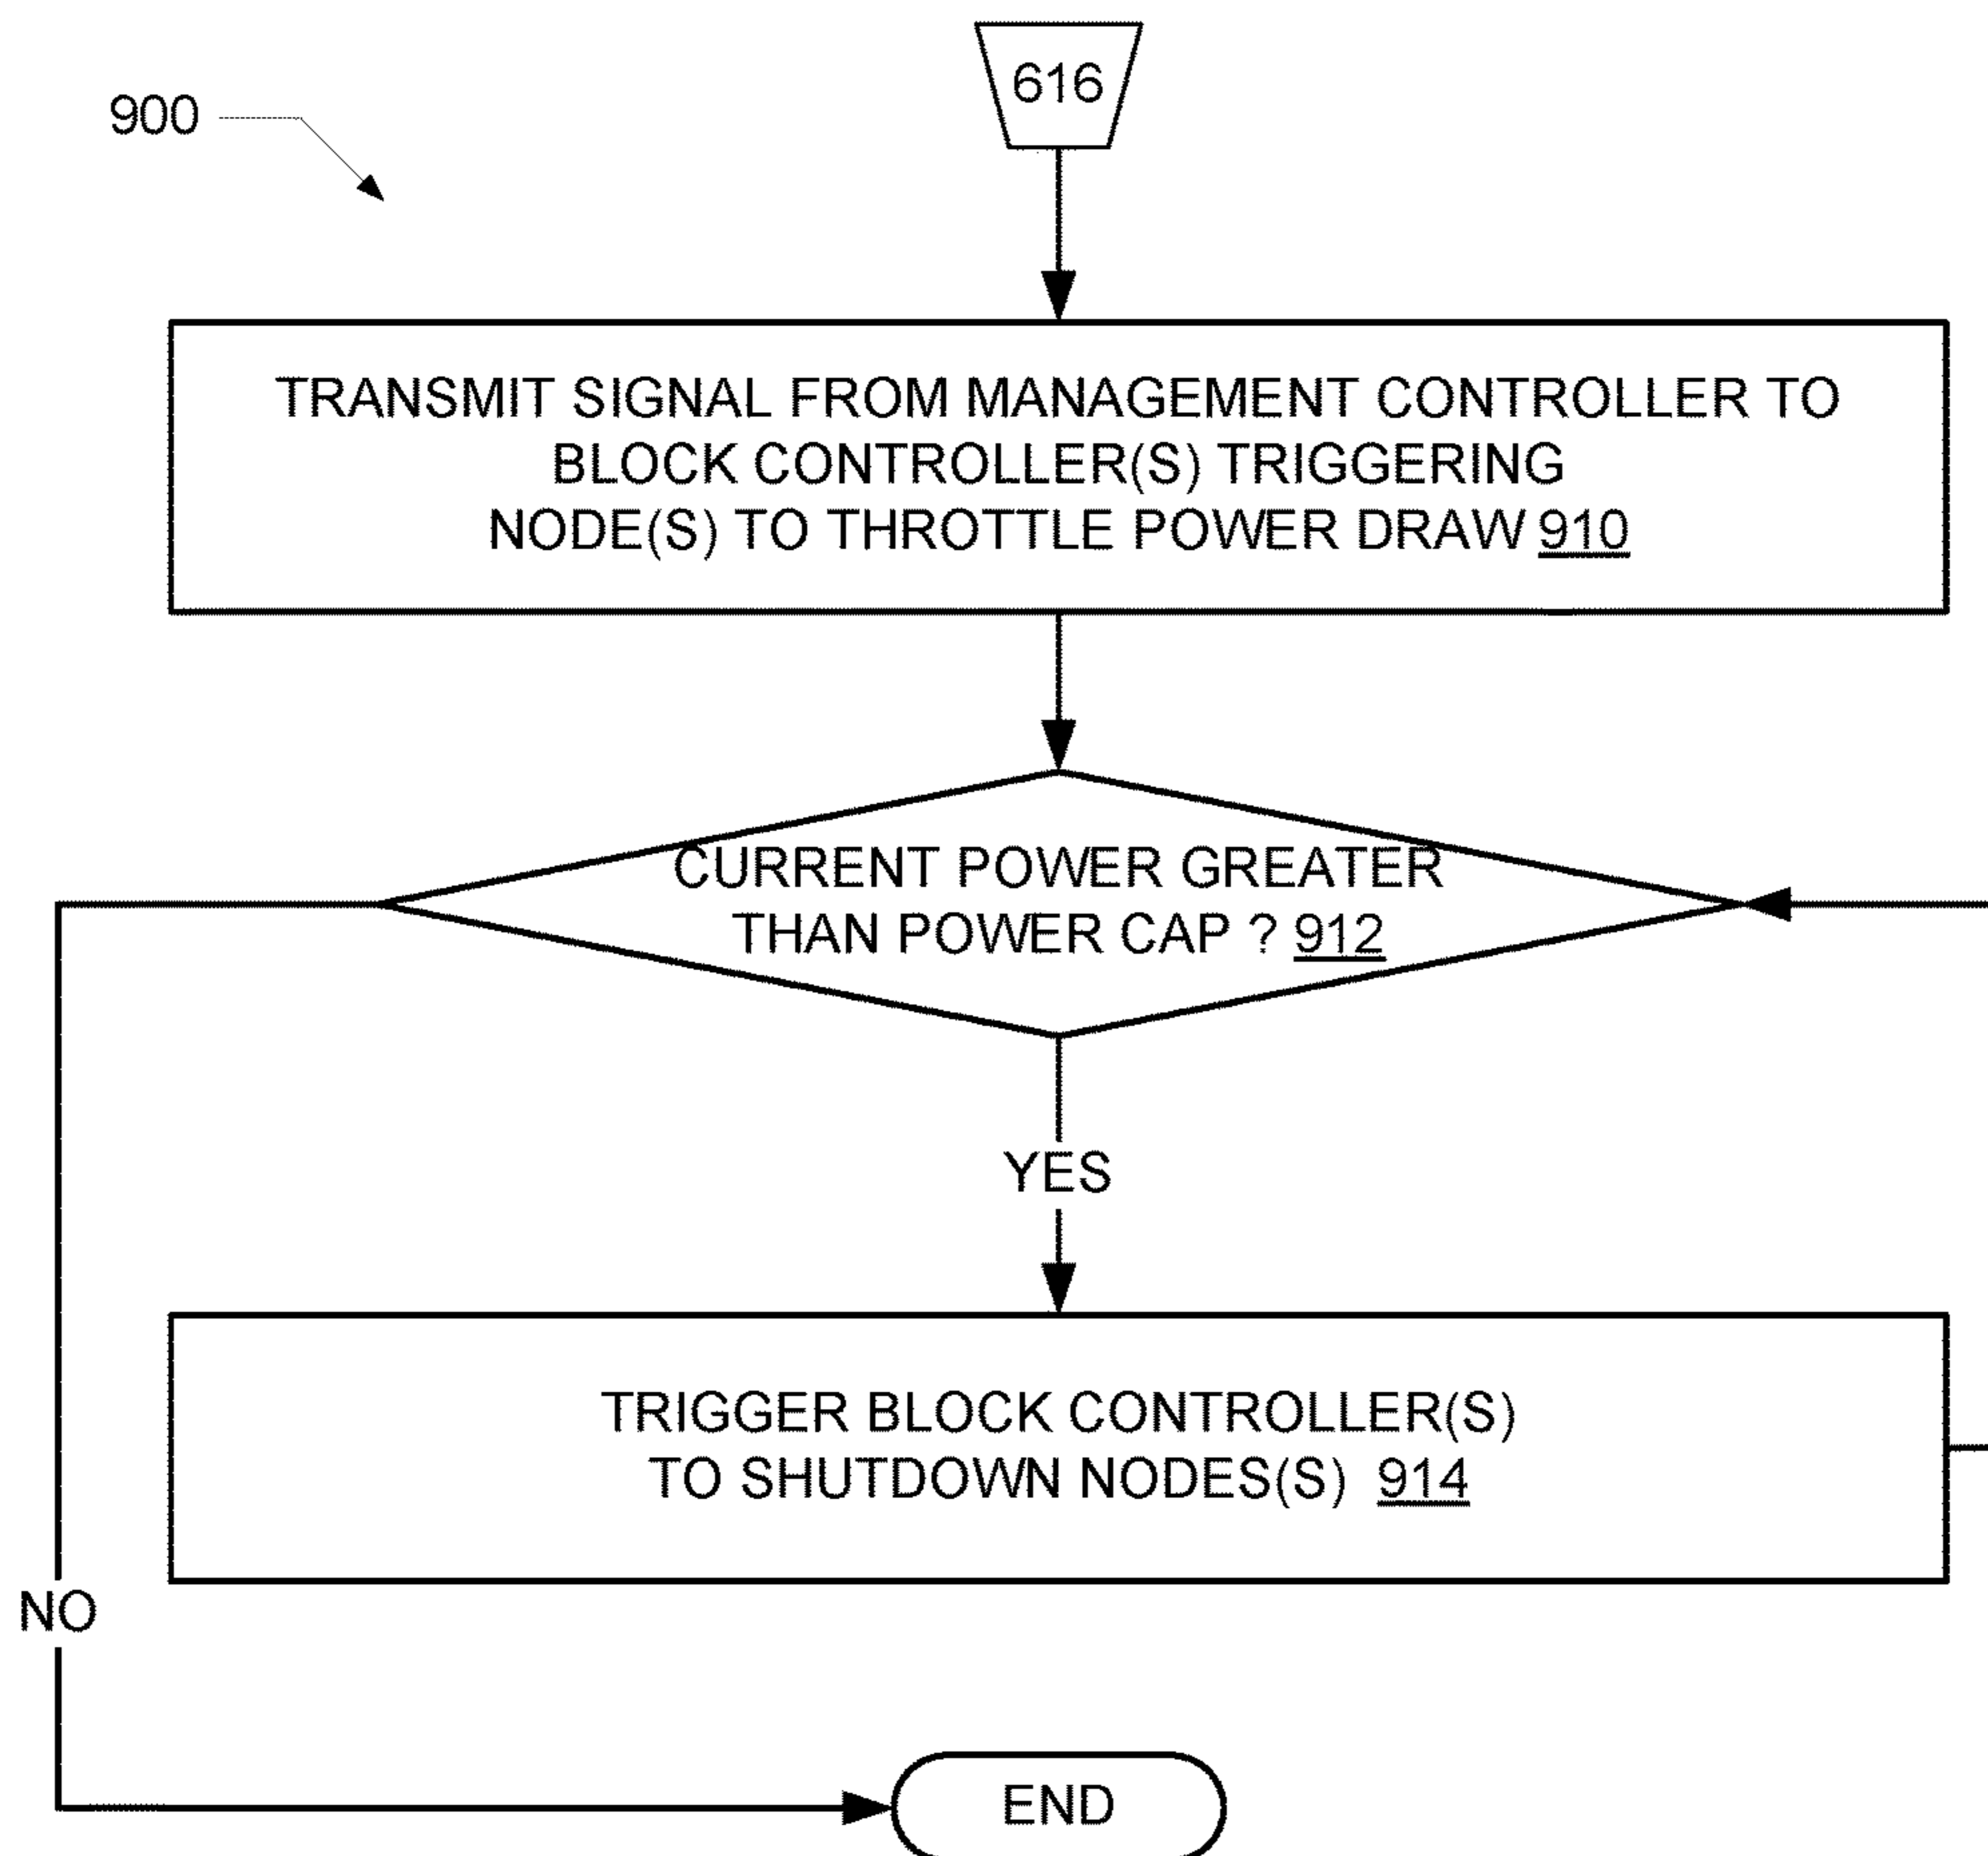 616
900
TRANSMIT SIGNAL FROM MANAGEMENT CONTROLLER TO
BLOCK CONTROLLER(S) TRIGGERING
NODE(S) TO THROTTLE POWER DRAW 910
CURRENT POWER GREATER
THAN POWER CAP ? 912
YES
TRIGGER BLOCK CONTROLLER(S)
TO SHUTDOWN NODES(S) 914
NO
END